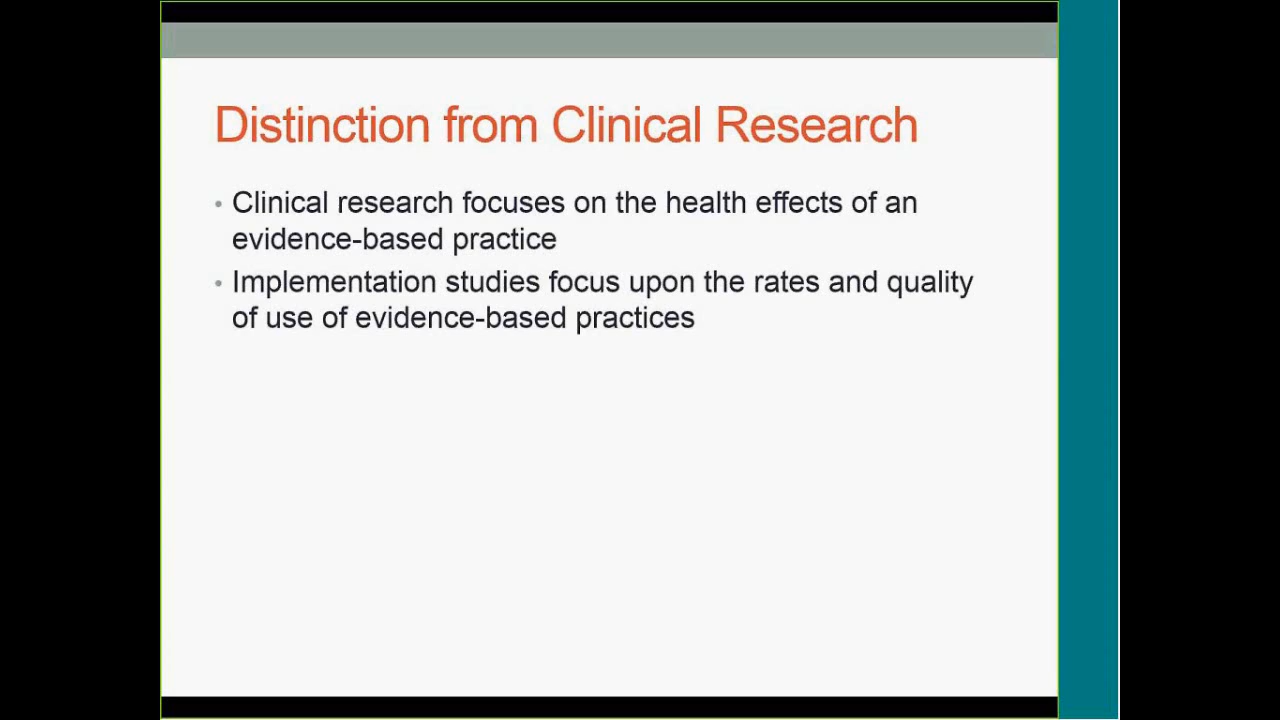 Distinction from Clinical Research
• Clinical research focuses on the health effects of an
evidence-based practice
• Implementation studies focus upon the rates and quality
of use of evidence-based practices